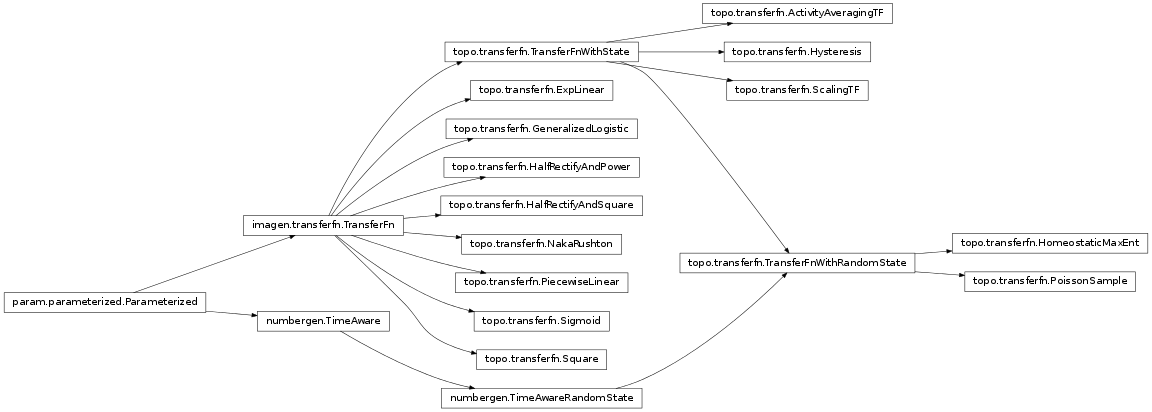 topo.transferfn.ActivityAveragingTF
topo.transferfn.TransferFnWithState
topo.transferfn.Hysteresis
topo.transferfn.ExpLinear
topo.transferfn.ScalingTF
topo.transferfn.GeneralizedLogistic
topo.transferfn.HalfRectifyAndPower
topo.transferfn.HalfRectifyAndSquare
imagen.transferfn.TransferFn
topo.transferfn.NakaRushton
topo.transferfn.HomeostaticMaxEnt
topo.transferfn.TransferFnWithRandomState
topo.transferfn.PiecewiseLinear
topo.transferfn.PoissonSample
param.parameterized.Parameterized
numbergen.TimeAware
topo.transferfn.Sigmoid
topo.transferfn.Square
numbergen.TimeAwareRandomState